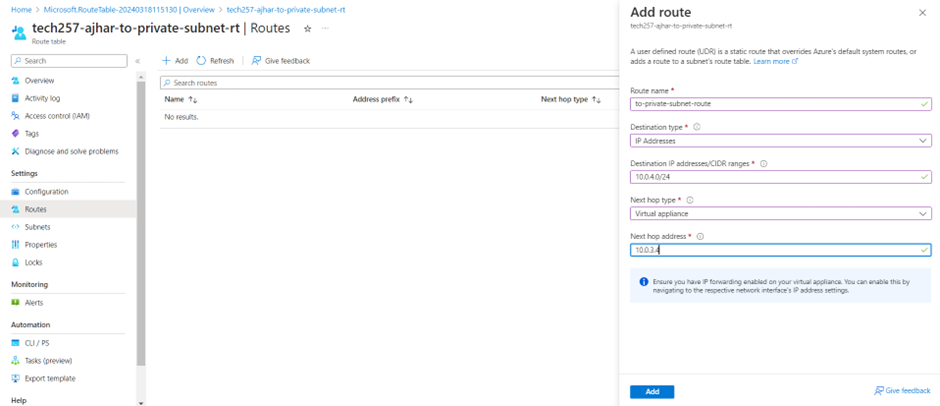 Home > Microsoft.RouteTable-20240318115130 | Overview > tech257-ajhar-to-private-subnet-rt
tech257-ajhar-to-private-subnet-rt | Routes
Route table
Search
Overview
Activity log
Access control (IAM)
Tags
Diagnose and solve problems
Settings
Configuration
Routes
Subnets
Properties
Locks
Monitoring
Alerts
Automation
CLI / PS
Tasks (preview)
Export template
Help
Add Refresh Give feedback
Search routes
Name Address prefix Next hop type
No results.
Add route
tech257-ajhar-to-private-subnet-rt
A user defined route (UDR) is a static route that overrides Azure's default system routes, or
adds a route to a subnet's route table. Learn more
Route name *
to-private-subnet-route
Destination type *
IP Addresses
Destination IP addresses/CIDR ranges *
10.0.4.0/24
Next hop type *
Virtual appliance
Next hop address *
10.0.3.4
Ensure you have IP forwarding enabled on your virtual appliance. You can enable this by
navigating to the respective network interface's IP address settings.
Add
Give feedback